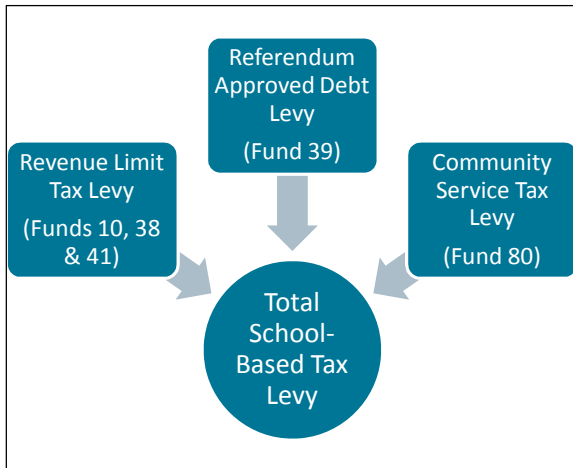 Referendum
Approved Debt
Levy
(Fund 39)
Revenue Limit
Tax Levy
(Funds 10, 38
& 41)
Community
Service Tax
Levy
(Fund 80)
Total
School-
Based Tax
Levy